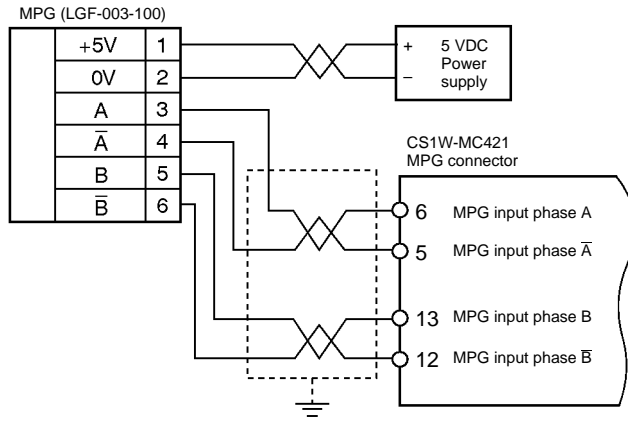 MPG (LGF-003-100)
+5V 1
0V 2
A 3
A̅ 4
B 5
B̅ 6
+ 5 VDC
Power
− supply
CS1W-MC421
MPG connector
6 MPG input phase A
5 MPG input phase A̅
13 MPG input phase B
12 MPG input phase B̅